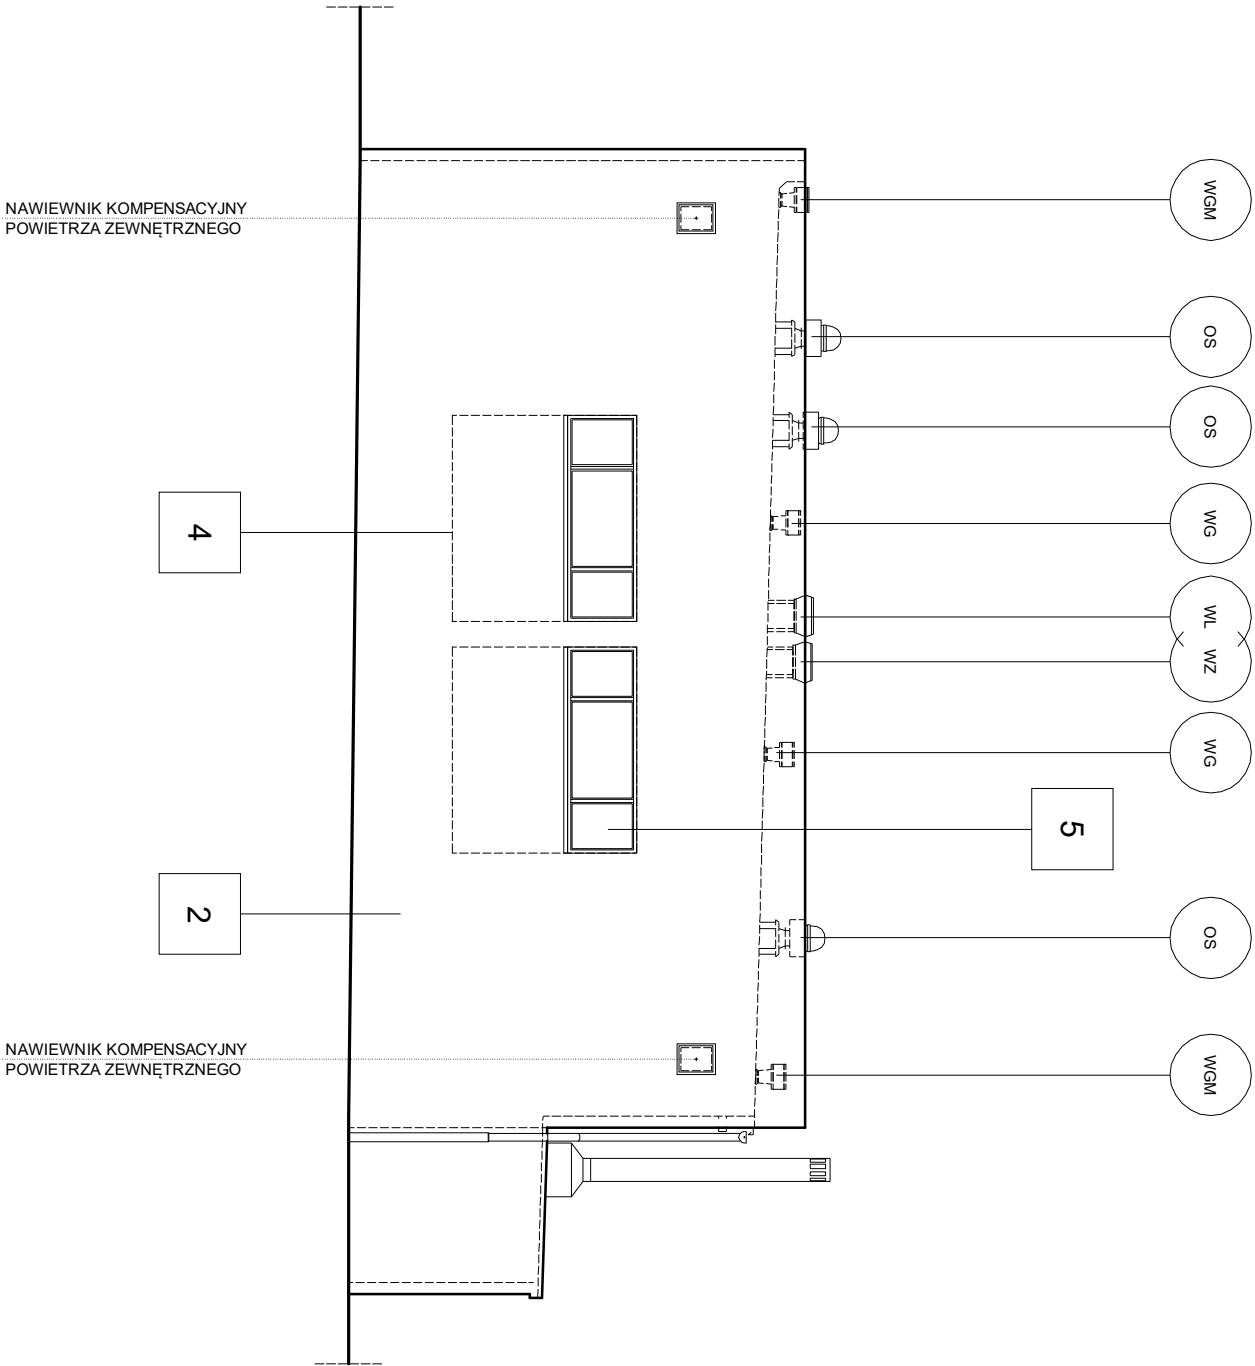 NAWIEWNIK KOMPENSACYJNY
POWIETRZA ZEWNĘTRZNEGO
WGM
OS
OS
WG
4
WL
WZ
WG
5
2
OS
NAWIEWNIK KOMPENSACYJNY
POWIETRZA ZEWNĘTRZNEGO
WGM